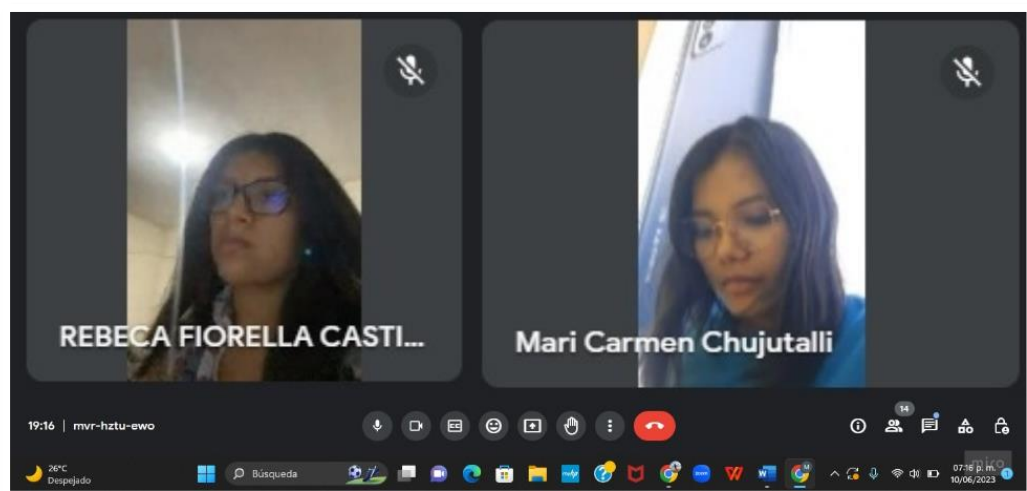 REBECA FIORELLA CASTI...
Mari Carmen Chujutalli
19:16 | mvr-hztu-ewo
14
26°C
Despejado
Búsqueda
07:16 p. m.
10/06/2023
miro